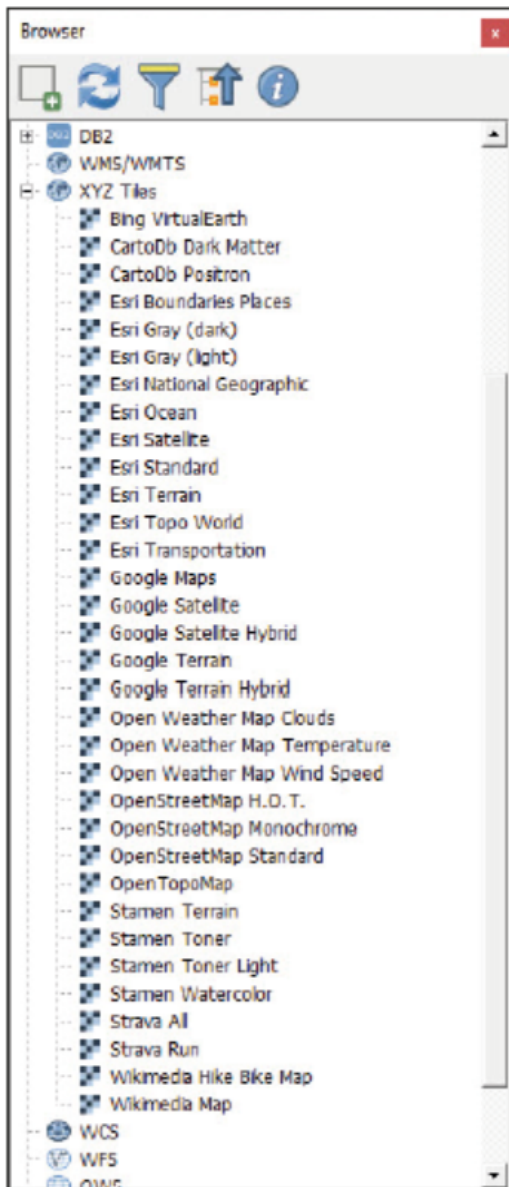 Browser
DB2
WMS/WMTS
XYZ Tiles
Bing VirtualEarth
CartoDb Dark Matter
CartoDb Positron
Esri Boundaries Places
Esri Gray (dark)
Esri Gray (light)
Esri National Geographic
Esri Ocean
Esri Satellite
Esri Standard
Esri Terrain
Esri Topo World
Esri Transportation
Google Maps
Google Satellite
Google Satellite Hybrid
Google Terrain
Google Terrain Hybrid
Open Weather Map Clouds
Open Weather Map Temperature
Open Weather Map Wind Speed
OpenStreetMap H.O.T.
OpenStreetMap Monochrome
OpenStreetMap Standard
OpenTopoMap
Stamen Terrain
Stamen Toner
Stamen Toner Light
Stamen Watercolor
Strava All
Strava Run
Wikimedia Hike Bike Map
Wikimedia Map
WCS
WFS